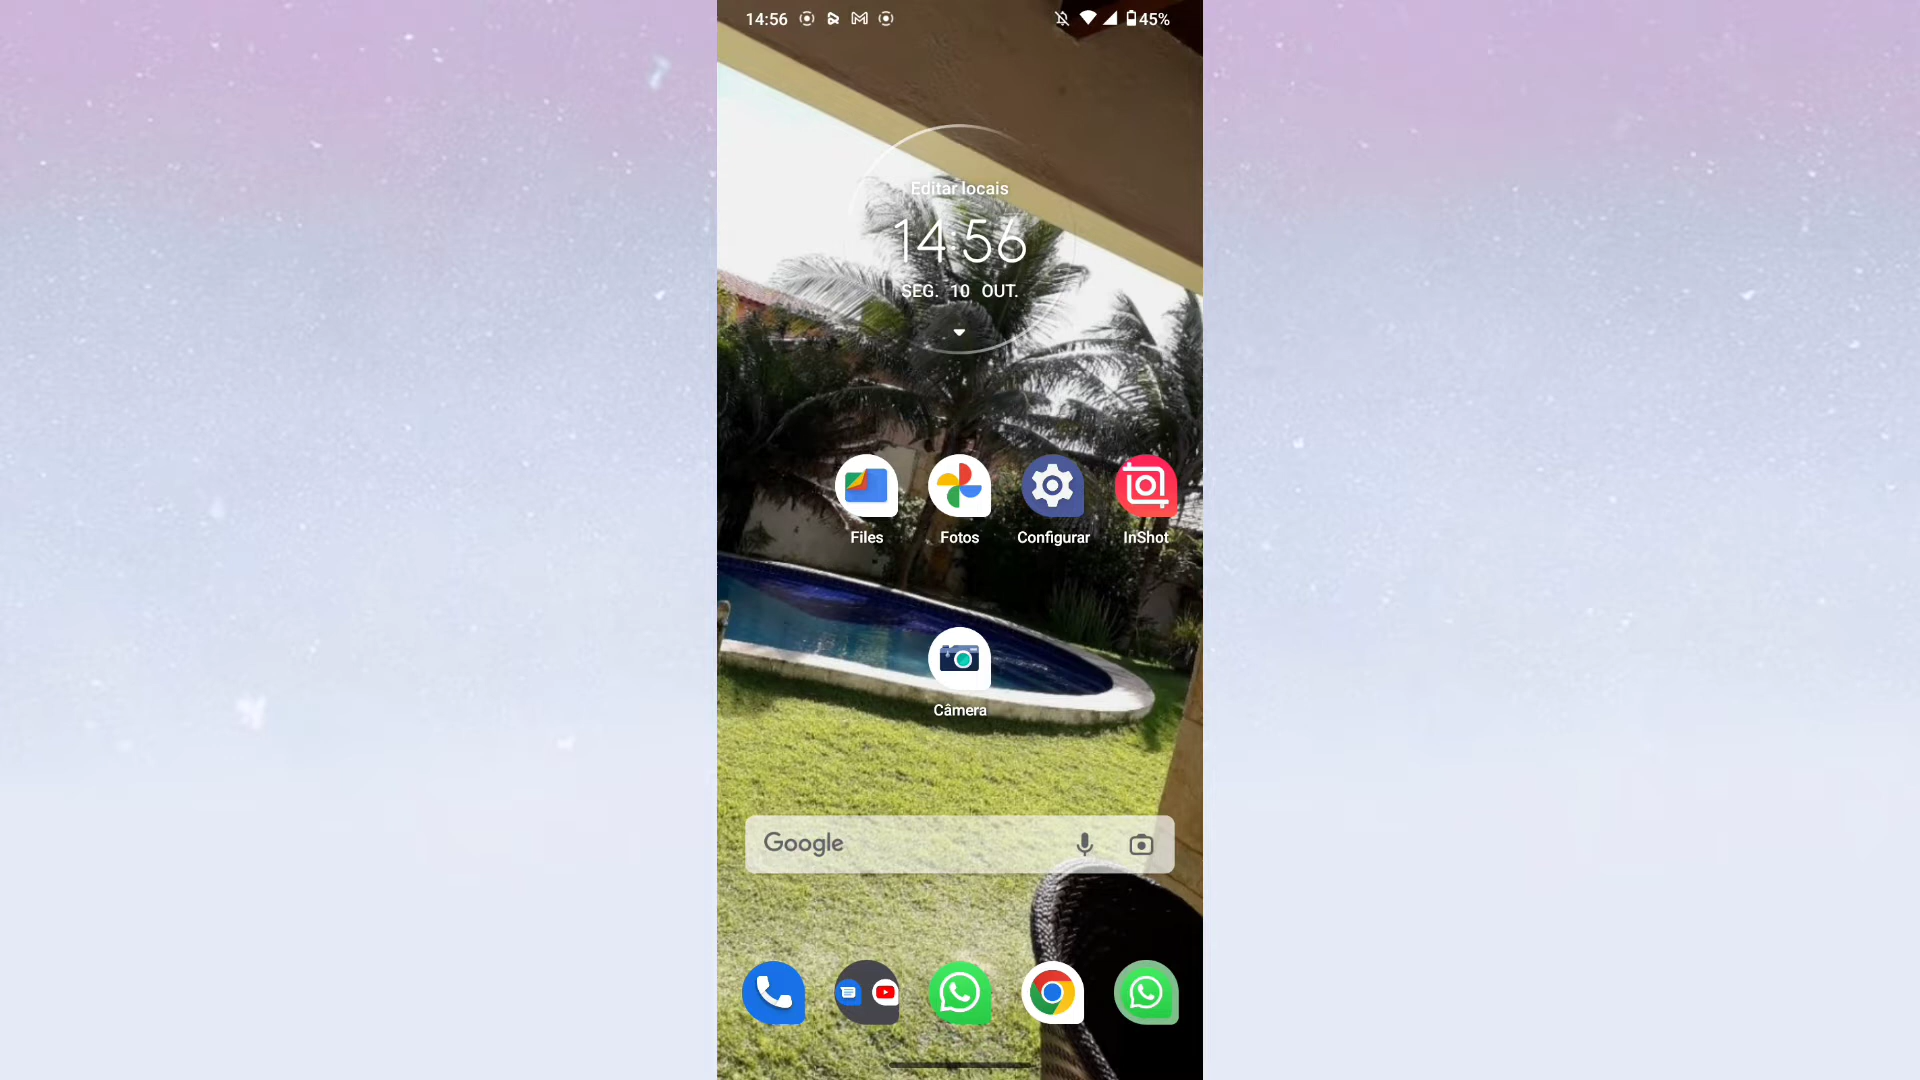 14:56
45%
Editar locais
14:56
SEG. 10 OUT.
Files
Fotos
Configurar
InShot
Câmera
Google